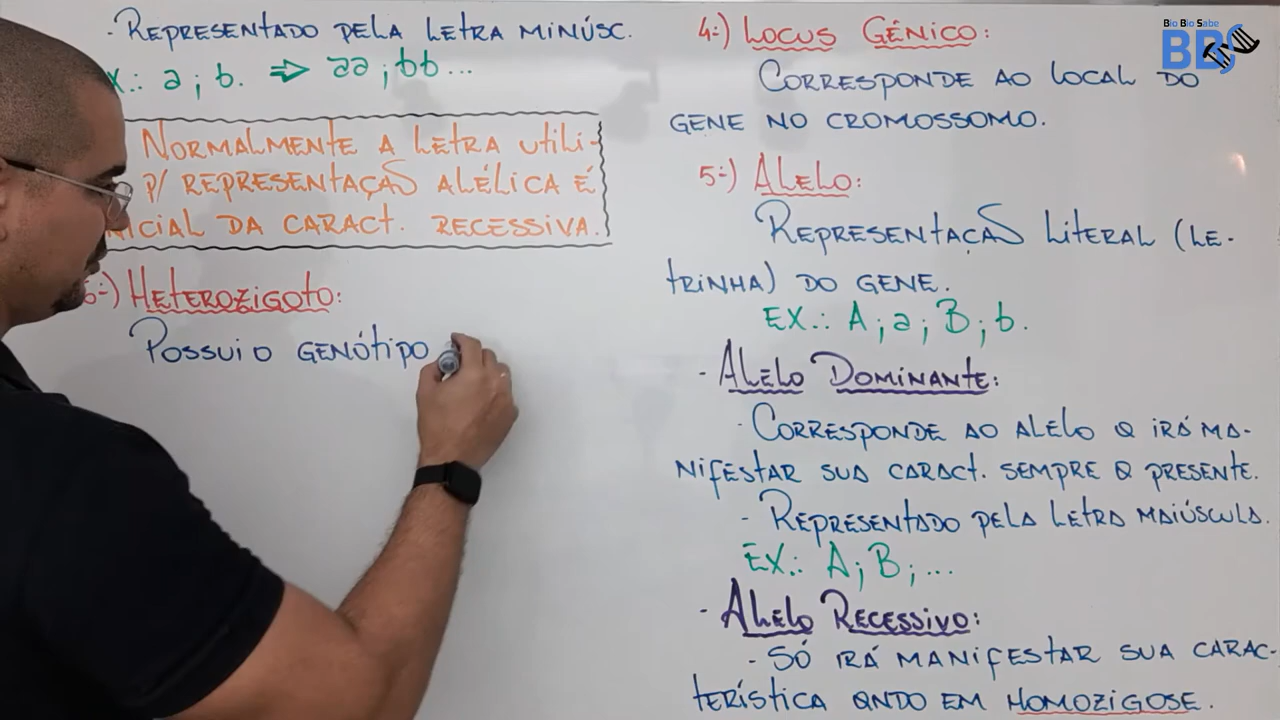 · REPRESENTADO PELA LETRA MINÚSC.
X.: a ; b. ⇒ aa ; bb...
NORMALMENTE A LETRA UTILI-
P/ REPRESENTAÇÃO ALÉLICA É
NICIAL DA CARACT. RECESSIVA.
6-) HETEROZIGOTO:
POSSUI O GENÓTIPO
4-) LOCUS GÊNICO:
CORRESPONDE AO LOCAL DO
GENE NO CROMOSSOMO.
5-) ALELO:
REPRESENTAÇÃO LITERAL (LE-
TRINHA) DO GENE.
EX.: A ; a ; B ; b.
- ALELO DOMINANTE:
· CORRESPONDE AO ALELO Q IRÁ MA-
NIFESTAR SUA CARACT. SEMPRE Q PRESENTE.
- REPRESENTADO PELA LETRA MAIÚSCULA.
EX.: A ; B ; ...
- ALELO RECESSIVO:
- SÓ IRÁ MANIFESTAR SUA CARAC-
TERÍSTICA QNDO EM HOMOZIGOSE.
Bio Bio Sabe
BBS